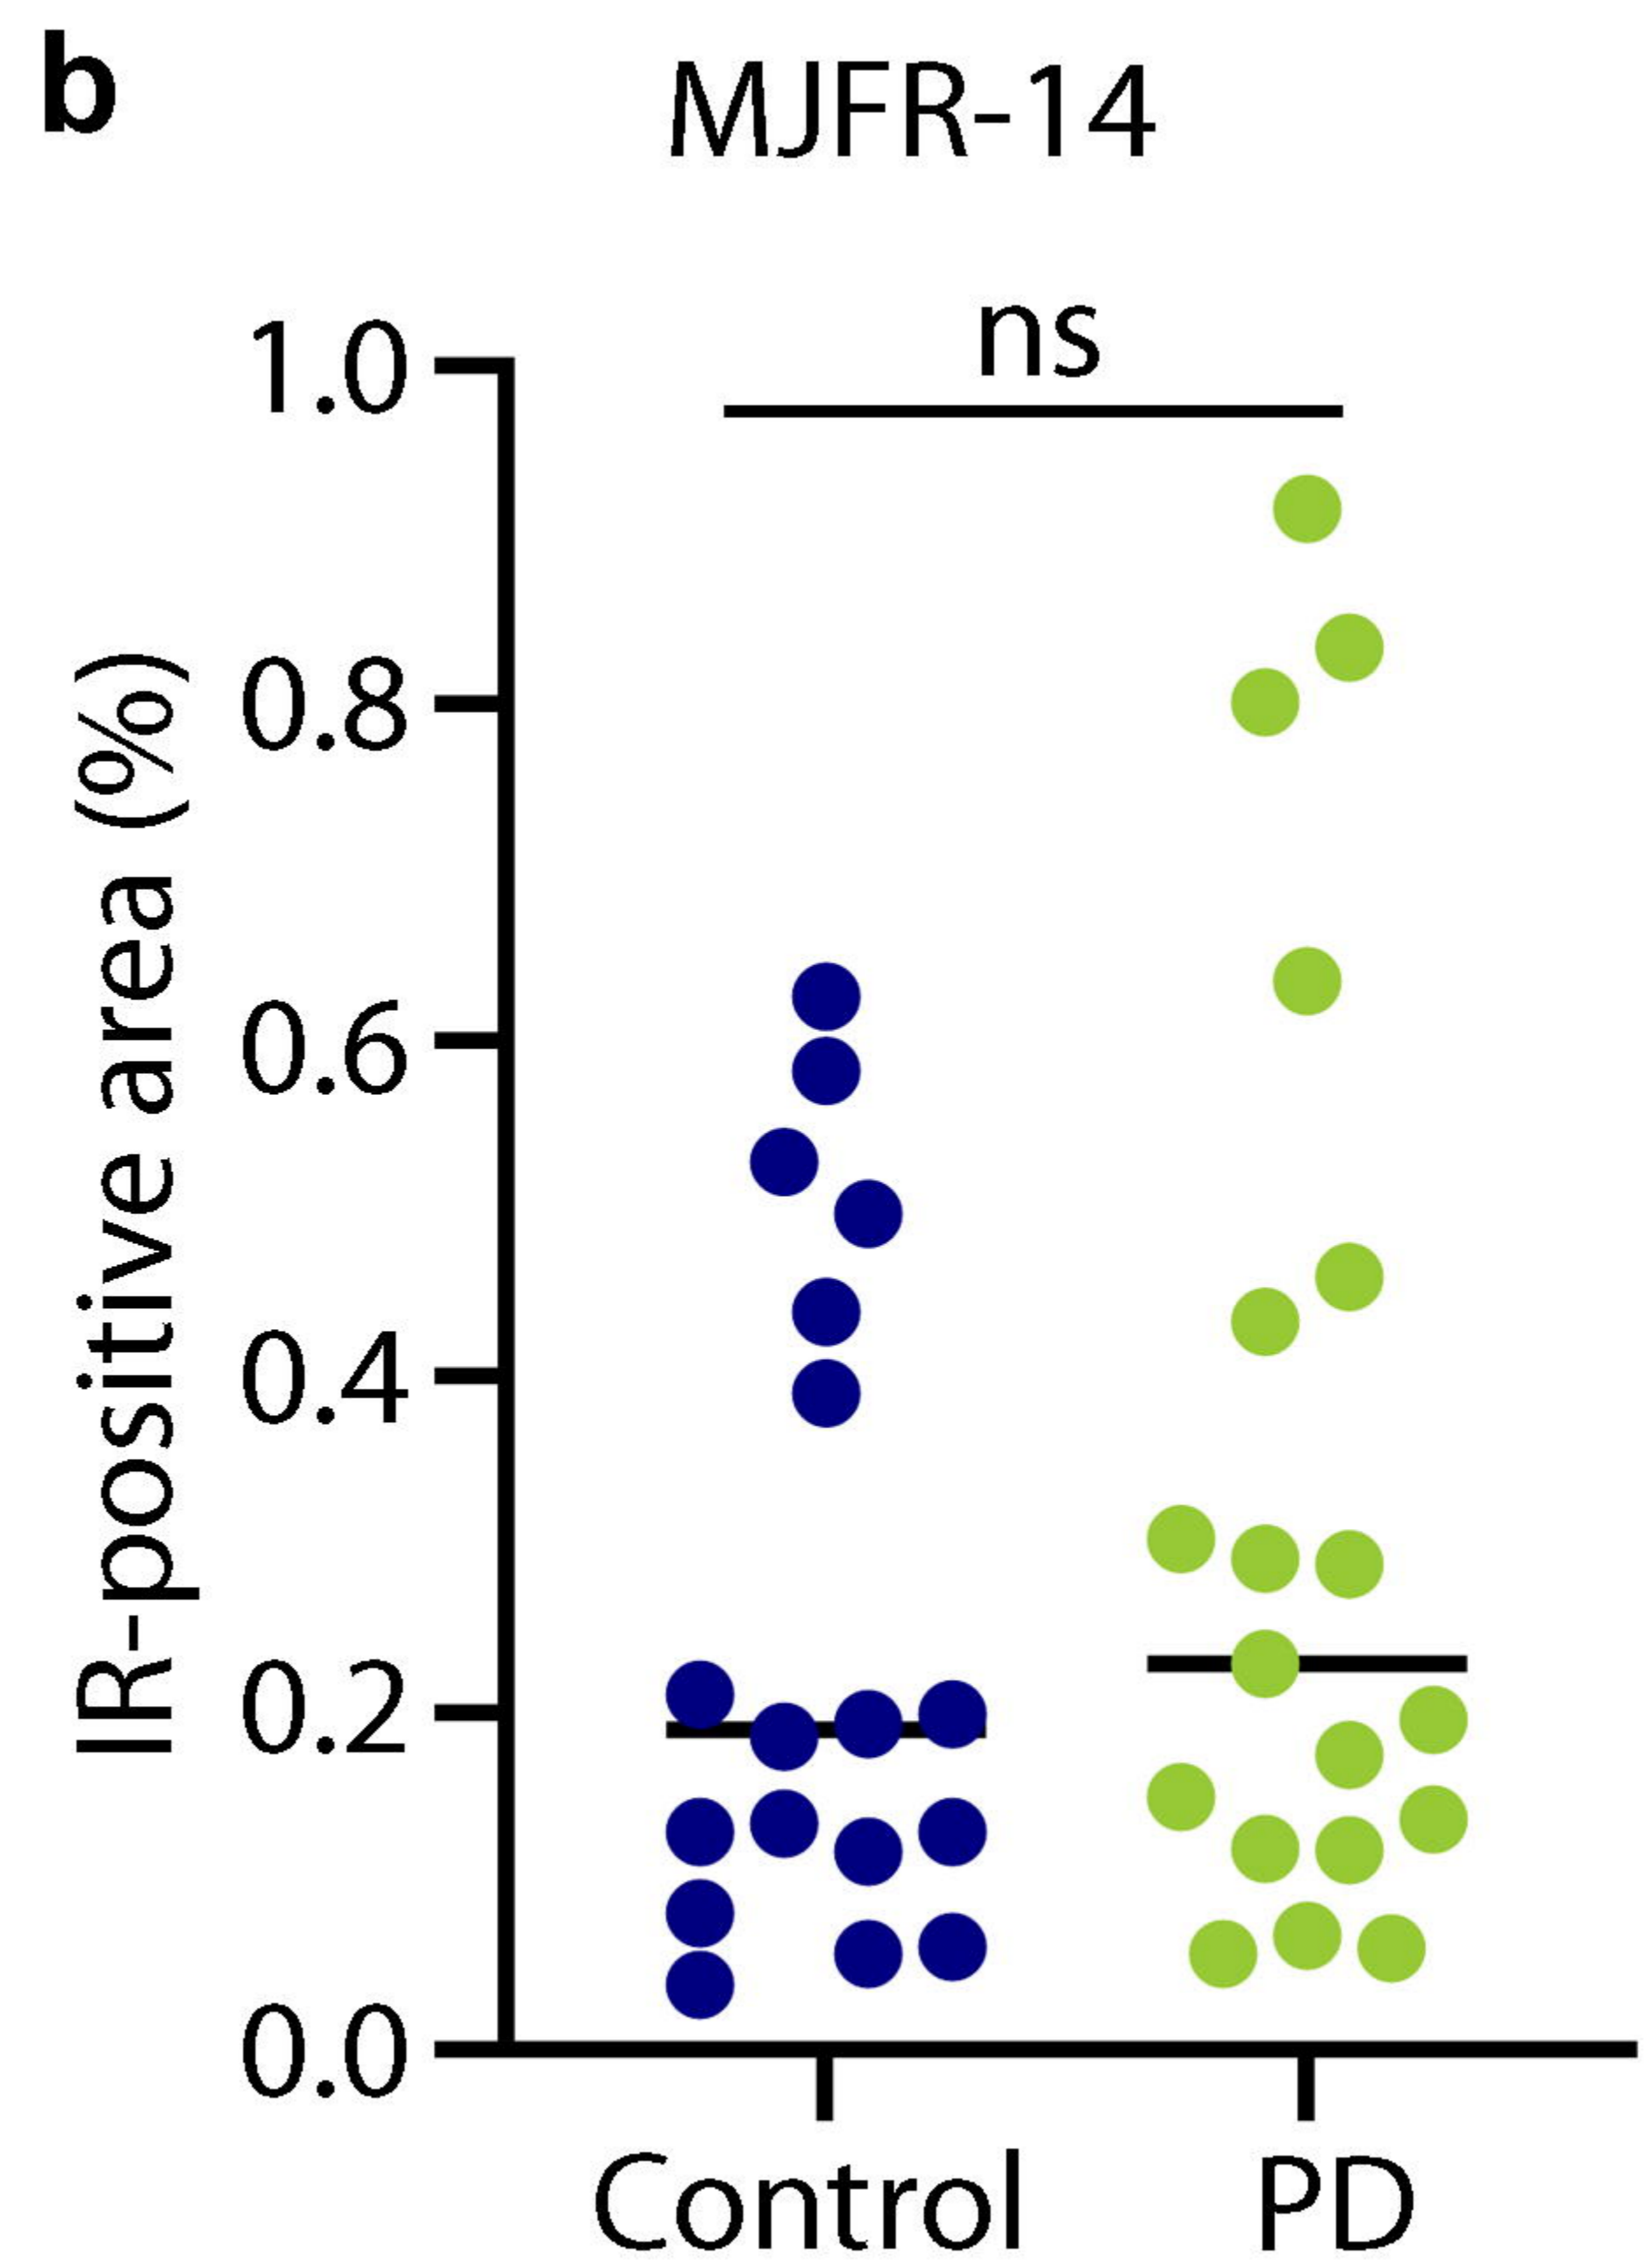 b
MJFR-14
ns
IR-positive area (%)
1.0
0.8
0.6
0.4
0.2
0.0
Control
PD